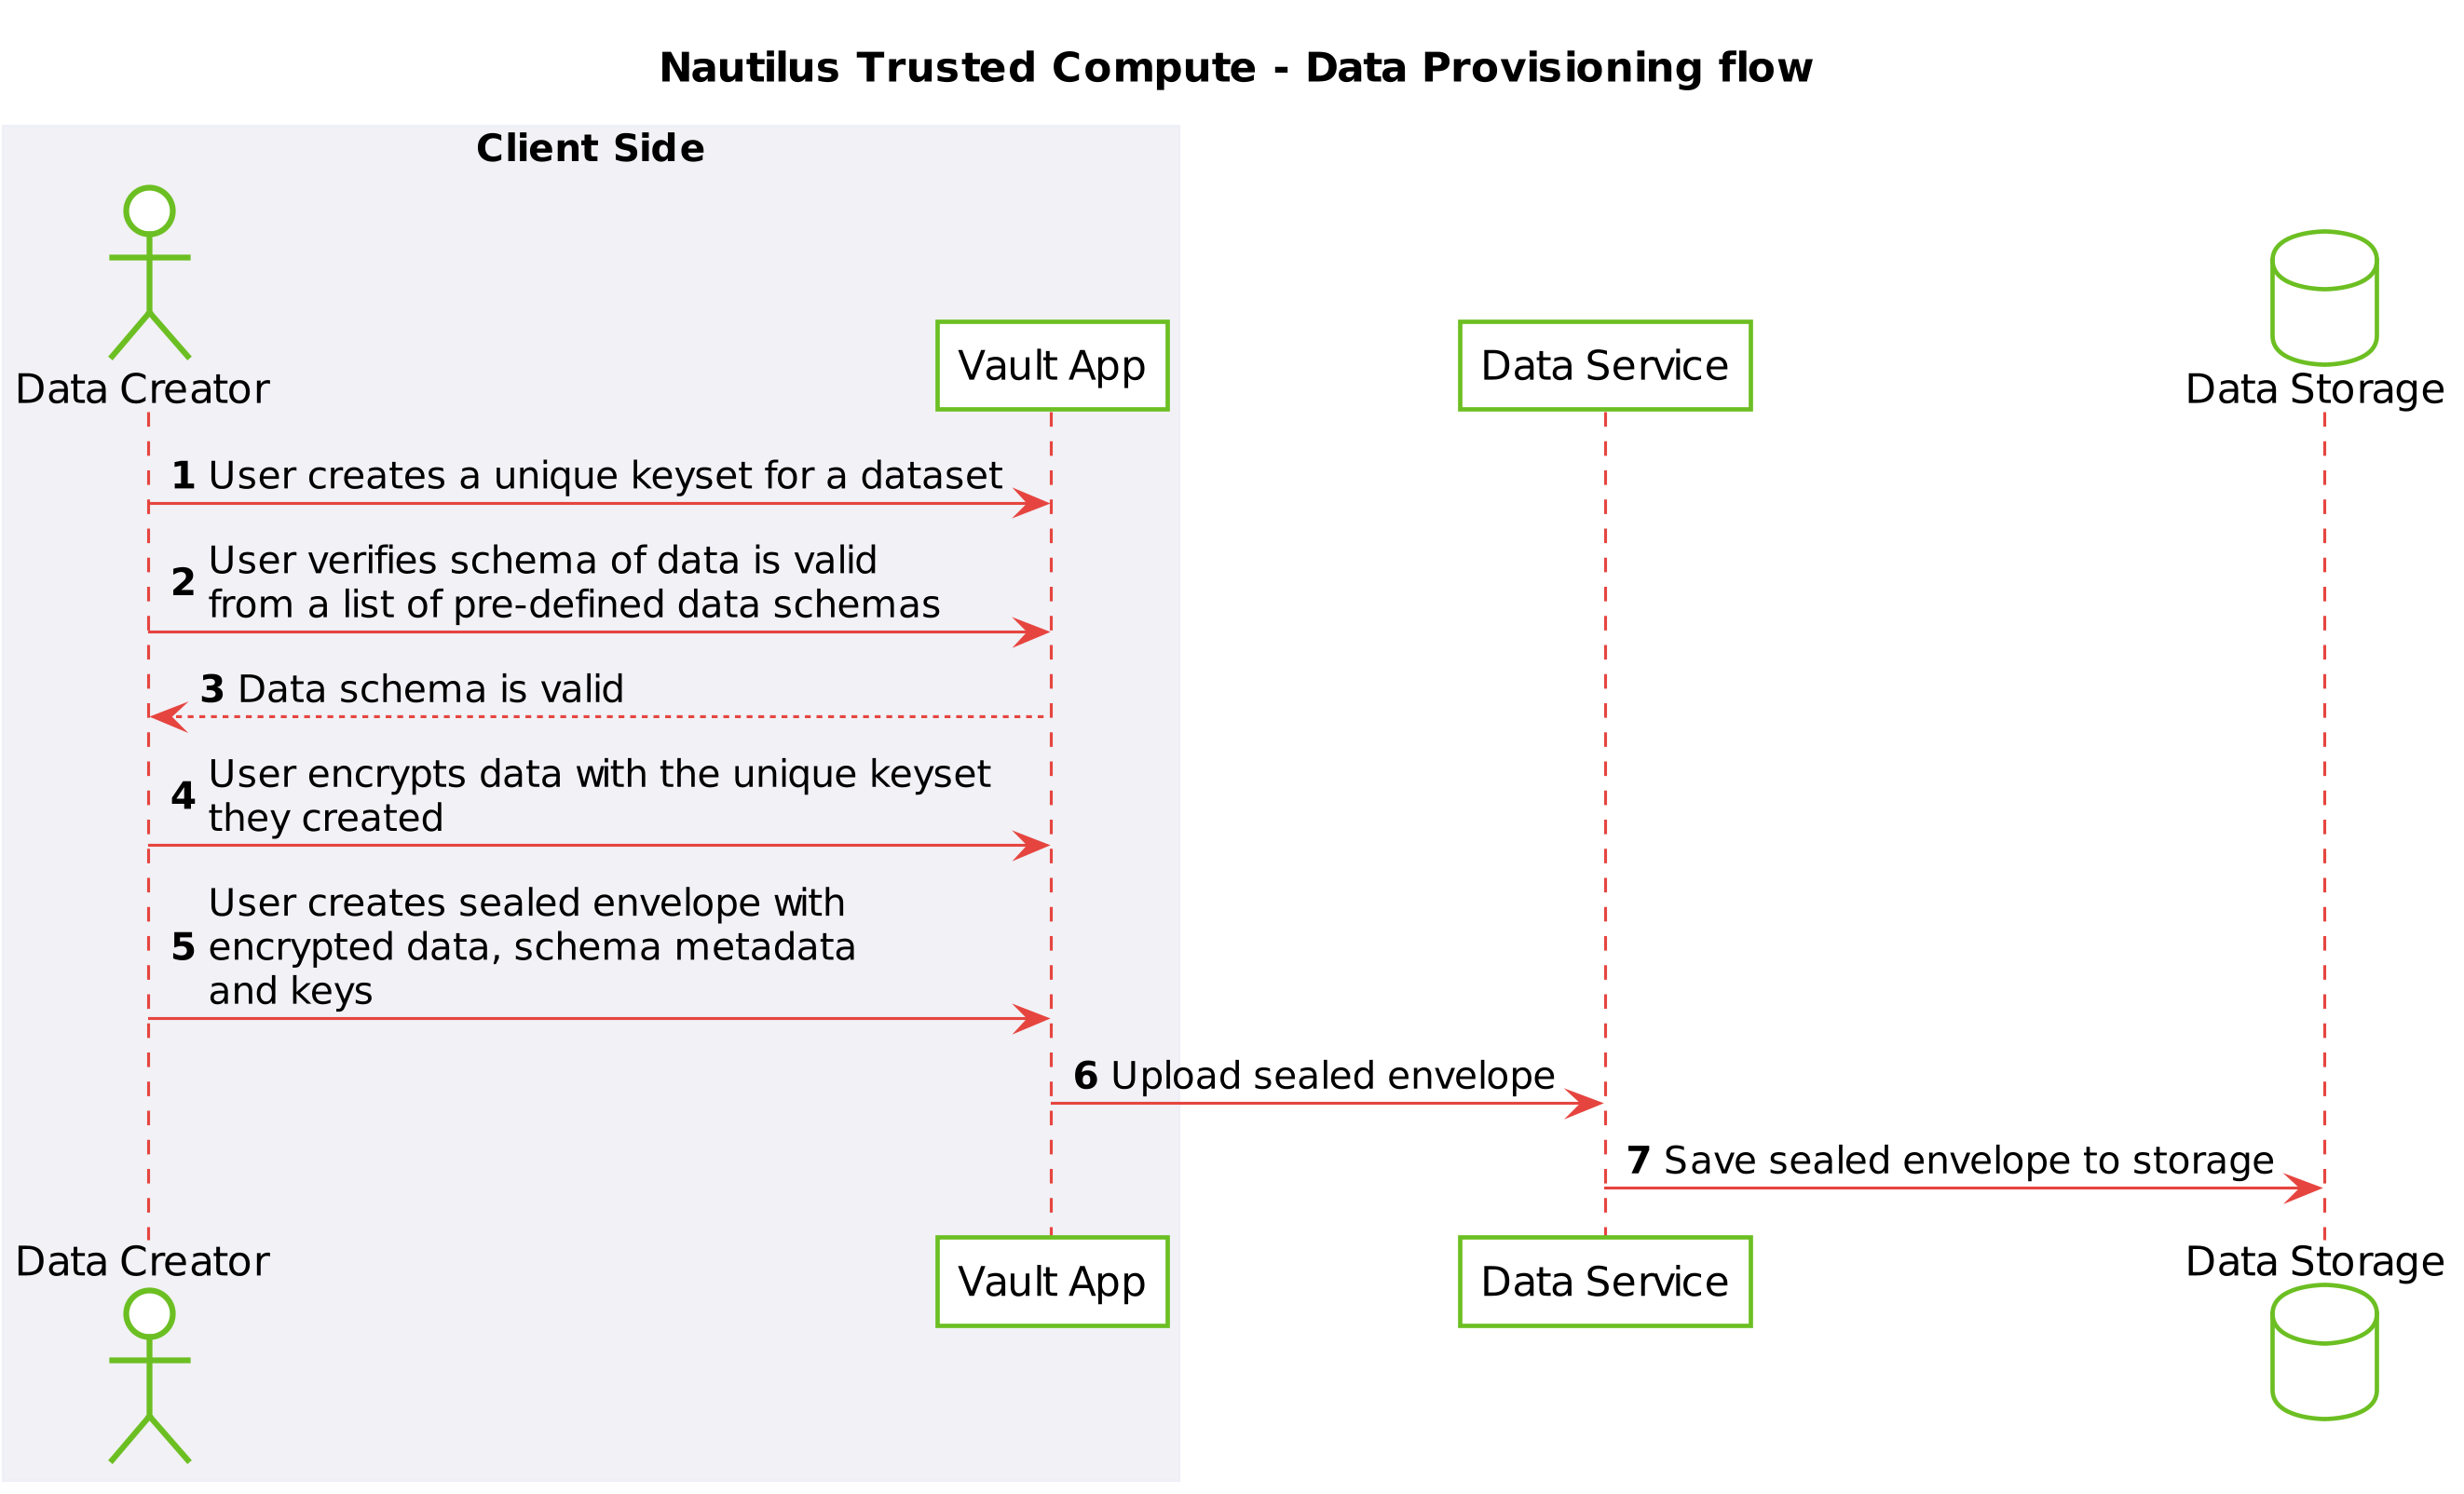 Nautilus Trusted Compute - Data Provisioning flow
Client Side
Data Creator
Vault App
Data Service
Data Storage
1 User creates a unique keyset for a dataset
2 User verifies schema of data is valid
from a list of pre-defined data schemas
3 Data schema is valid
4 User encrypts data with the unique keyset
they created
5 User creates sealed envelope with
encrypted data, schema metadata
and keys
6 Upload sealed envelope
7 Save sealed envelope to storage
Data Creator
Vault App
Data Service
Data Storage